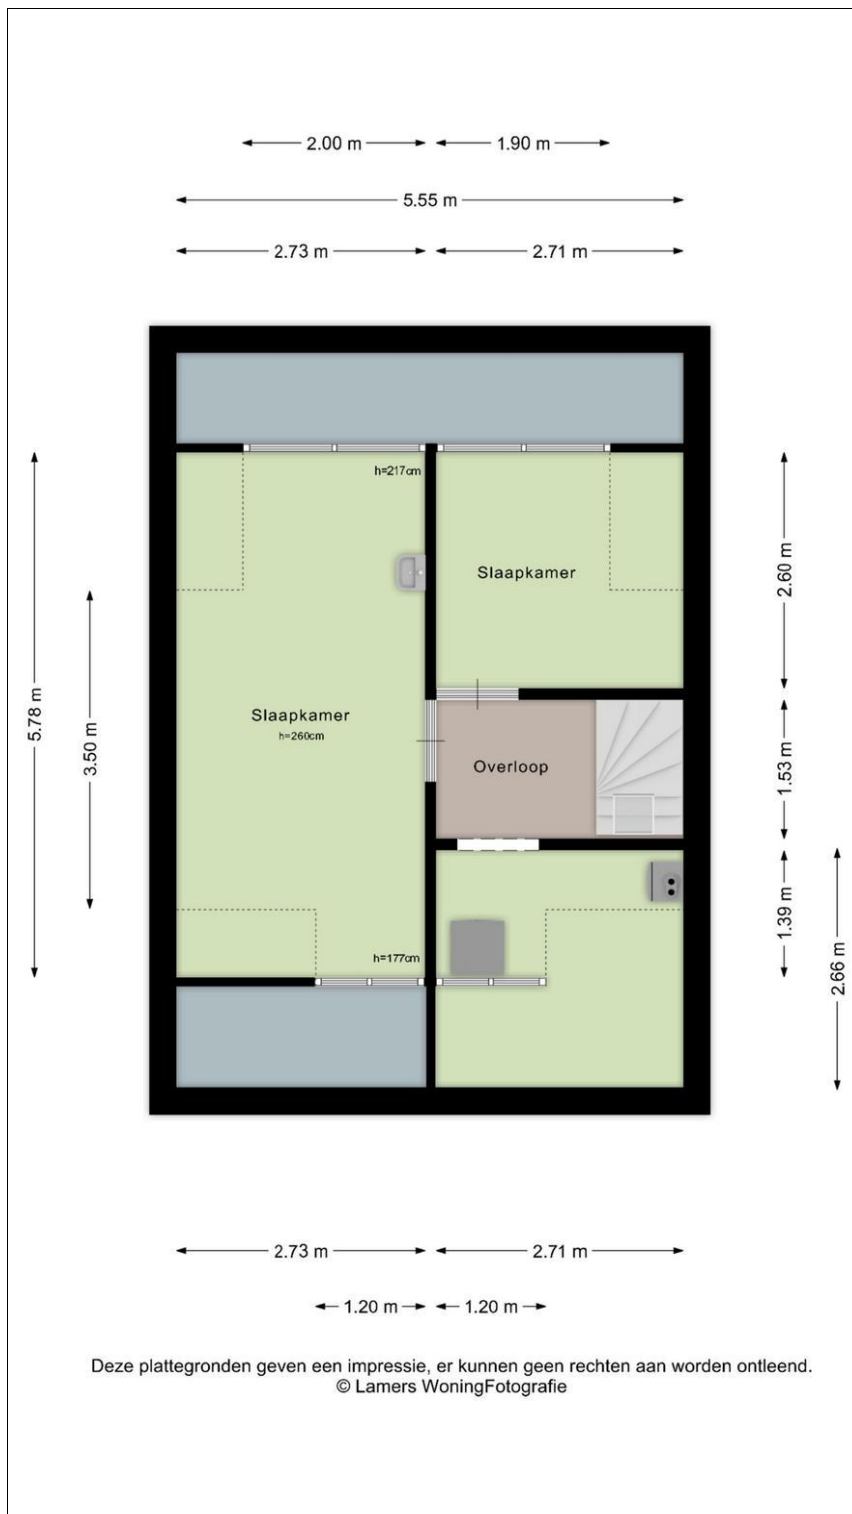 2.00 m 1.90 m
5.55 m
2.73 m 2.71 m
h=217cm
Slaapkamer
2.60 m
Slaapkamer
h=260cm
5.78 m
3.50 m
Overloop
1.53 m
1.39 m
2.66 m
h=177cm
2.73 m 2.71 m
1.20 m 1.20 m
Deze plattegronden geven een impressie, er kunnen geen rechten aan worden ontleend.
© Lamers WoningFotografie